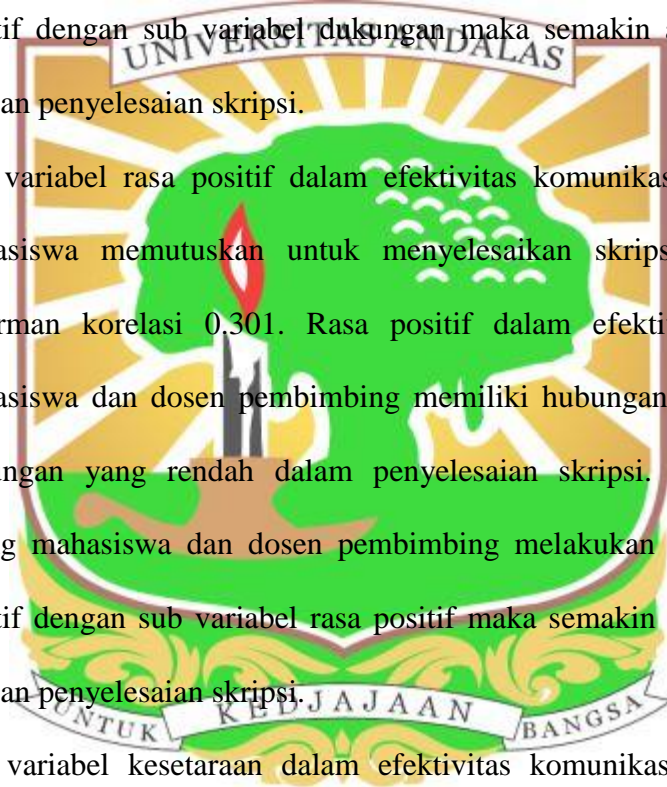 tif dengan sub variabel dukungan maka semakin
UNIVERSITAS ANDALAS
an penyelesaian skripsi.
variabel rasa positif dalam efektivitas komunikas
asiswa memutuskan untuk menyelesaikan skrips
rman korelasi 0.301. Rasa positif dalam efekti
asiswa dan dosen pembimbing memiliki hubungan
ungan yang rendah dalam penyelesaian skripsi.
g mahasiswa dan dosen pembimbing melakukan
tif dengan sub variabel rasa positif maka semakin
an penyelesaian skripsi.
UNTUK KEDJAJAAN BANGSA
variabel kesetaraan dalam efektivitas komunikas